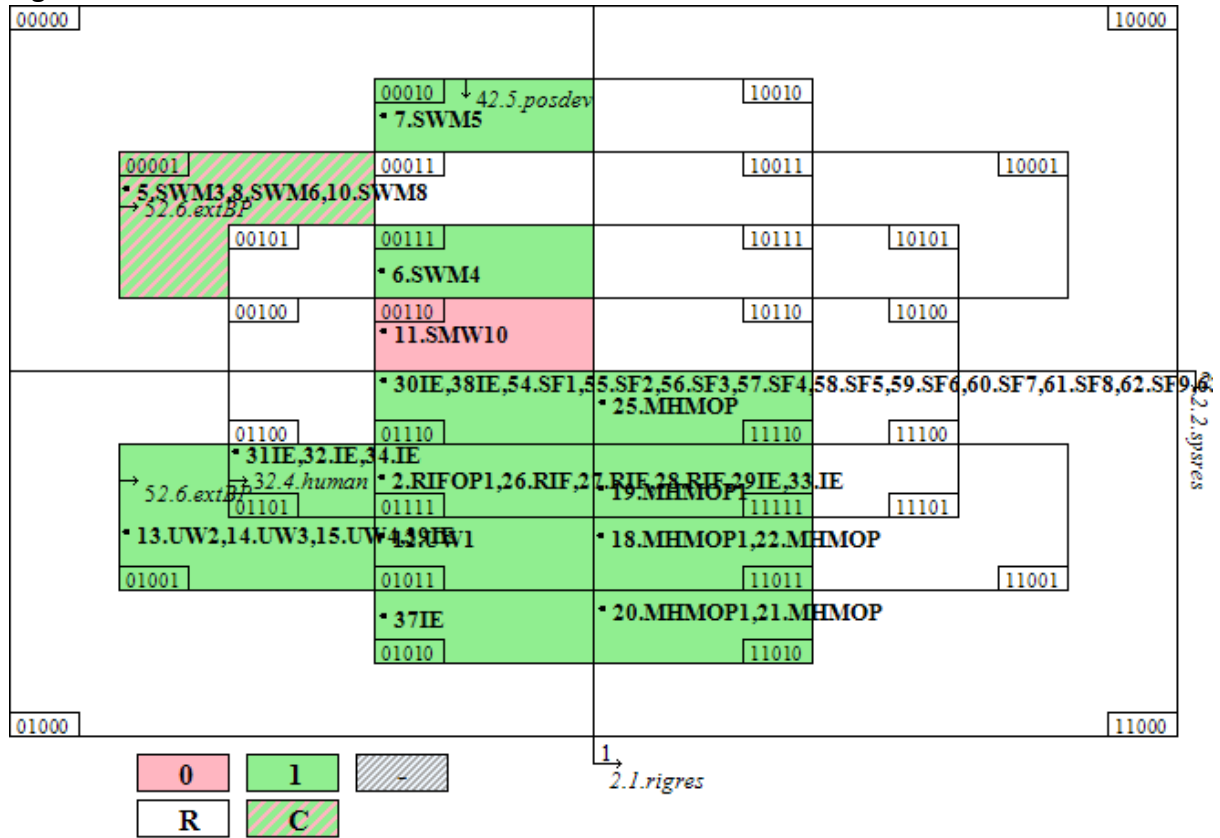 00000
10000
00010
42.5.posdev
10010
7.SWM5
00001
00011
10011
10001
5.SWM3,8.SWM6,10.SWM8
52.6.extBP
00101
00111
10111
10101
6.SWM4
00100
00110
10110
10100
11.SMW10
30IE,38IE,54.SF1,55.SF2,56.SF3,57.SF4,58.SF5,59.SF6,60.SF7,61.SF8,62.SF9,63
25.MHMOP
2.2.spsres
01100
01110
11110
11100
31IE,32.IE,34.IE
52.6.extBP
32.4.human
2.RIFOP1,26.RIF,27.RIF,28.RIF,29IE,33.IE
19.MHMOP1
01101
01111
11111
11101
13.UW2,14.UW3,15.UW4,39IE
12.UW1
18.MHMOP1,22.MHMOP
01001
01011
11011
11001
37IE
20.MHMOP1,21.MHMOP
01010
11010
01000
11000
1
2.1.rigres
0
1
-
R
C